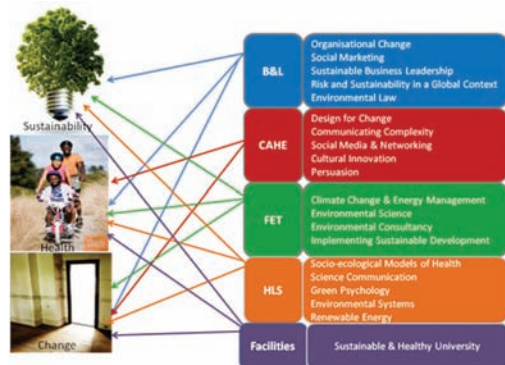 Sustainability
Health
Change
B&L
Organisational Change
Social Marketing
Sustainable Business Leadership
Risk and Sustainability in a Global Context
Environmental Law
CAHE
Design for Change
Communicating Complexity
Social Media & Networking
Cultural Innovation
Persuasion
FET
Climate Change & Energy Management
Environmental Science
Environmental Consultancy
Implementing Sustainable Development
HLS
Socio-ecological Models of Health
Science Communication
Green Psychology
Environmental Systems
Renewable Energy
Facilities
Sustainable & Healthy University